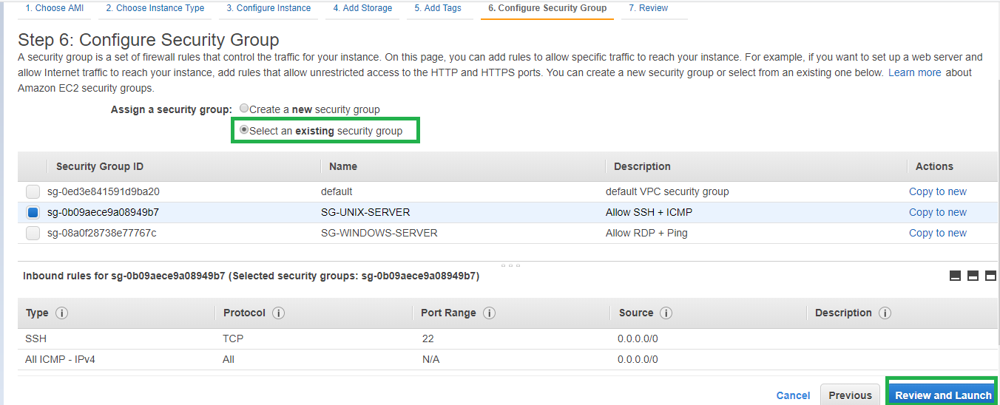 1. Choose AMI 2. Choose Instance Type 3. Configure Instance 4. Add Storage 5. Add Tags 6. Configure Security Group 7. Review
Step 6: Configure Security Group
A security group is a set of firewall rules that control the traffic for your instance. On this page, you can add rules to allow specific traffic to reach your instance. For example, if you want to set up a web server and
allow Internet traffic to reach your instance, add rules that allow unrestricted access to the HTTP and HTTPS ports. You can create a new security group or select from an existing one below. Learn more about
Amazon EC2 security groups.
Assign a security group: Create a new security group
Select an existing security group
Security Group ID Name Description Actions
sg-0ed3e841591d9ba20 default default VPC security group Copy to new
sg-0b09aece9a08949b7 SG-UNIX-SERVER Allow SSH + ICMP Copy to new
sg-08a0f28738e77767c SG-WINDOWS-SERVER Allow RDP + Ping Copy to new
Inbound rules for sg-0b09aece9a08949b7 (Selected security groups: sg-0b09aece9a08949b7)
Type i Protocol i Port Range i Source i Description i
SSH TCP 22 0.0.0.0/0
All ICMP - IPv4 All N/A 0.0.0.0/0
Cancel Previous Review and Launch